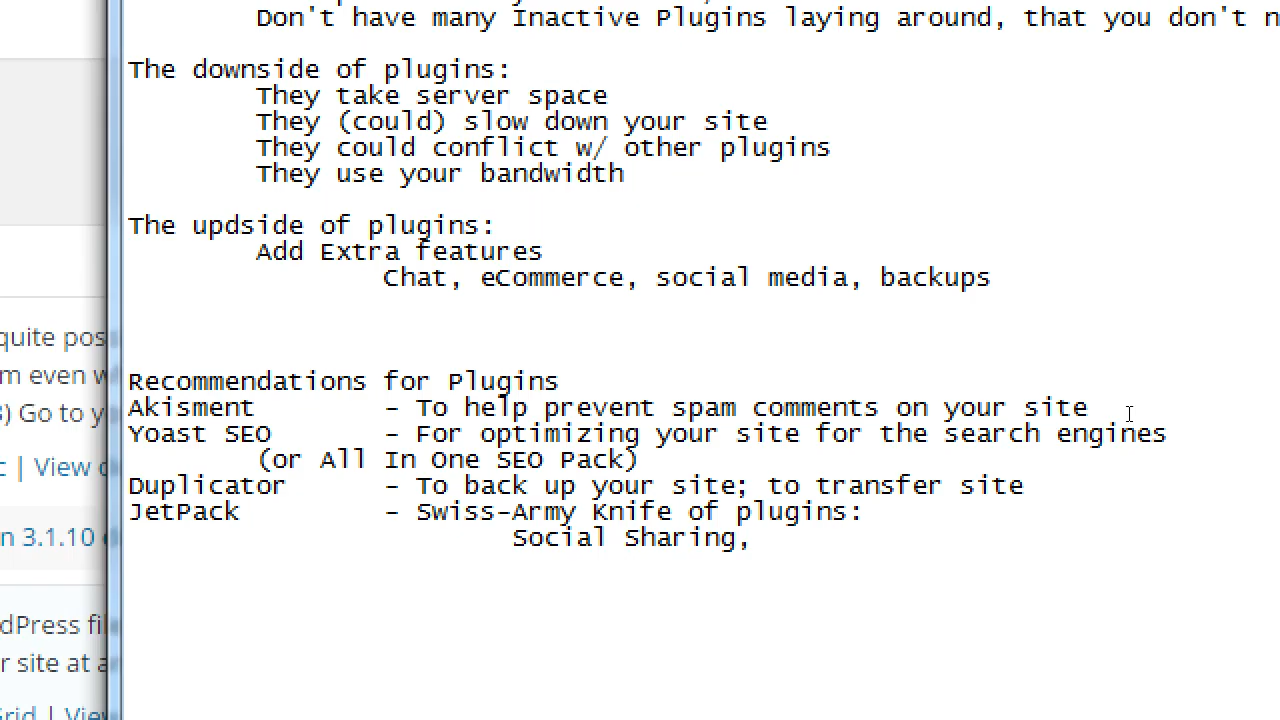 Don't have many Inactive Plugins laying around, that you don't
The downside of plugins:
They take server space
They (could) slow down your site
They could conflict w/ other plugins
They use your bandwidth
The updside of plugins:
Add Extra features
Chat, eCommerce, social media, backups
quite pos
m even w
) Go to y
| View
n 3.1.10
dPress fil
r site at a
Grid | View
Recommendations for Plugins
Akisment - To help prevent spam comments on your site
Yoast SEO - For optimizing your site for the search engines
(or All In One SEO Pack)
Duplicator - To back up your site; to transfer site
JetPack - Swiss-Army Knife of plugins:
Social Sharing,